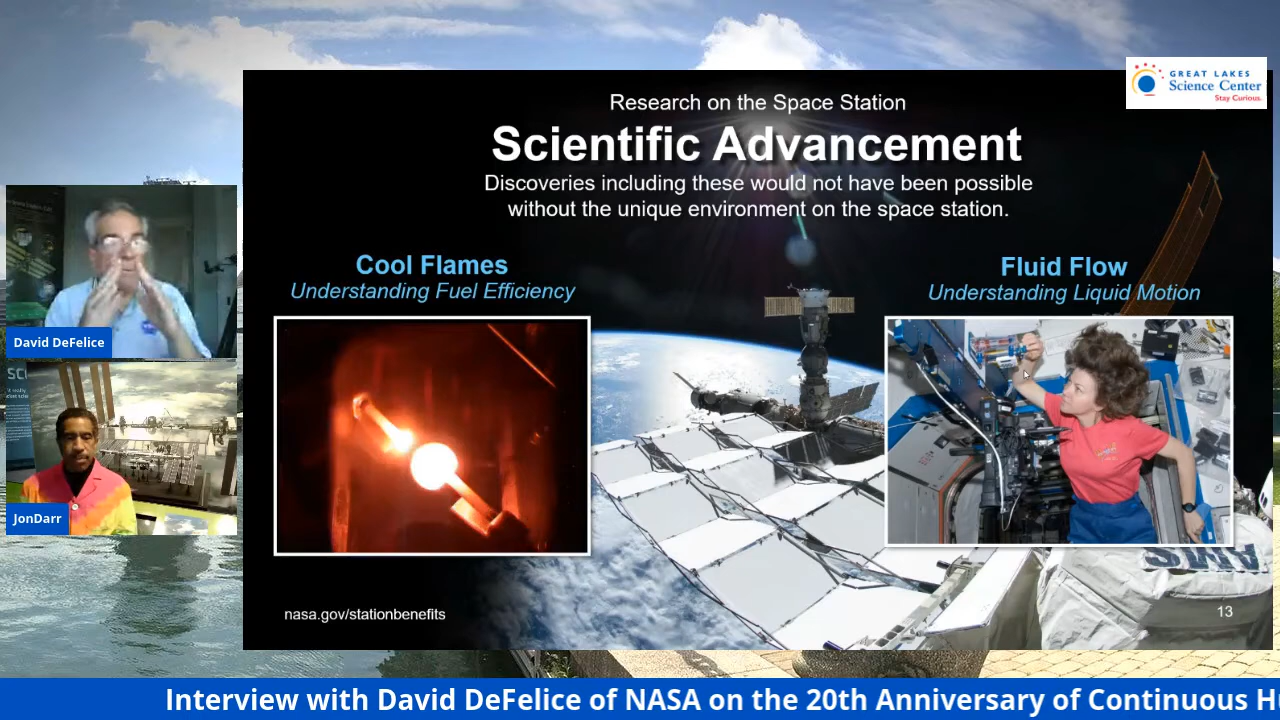 GREAT LAKES
Science Center
Stay Curious.
Research on the Space Station
Scientific Advancement
Discoveries including these would not have been possible
without the unique environment on the space station.
Cool Flames
Understanding Fuel Efficiency
Fluid Flow
Understanding Liquid Motion
David DeFelice
JonDarr
AMS
nasa.gov/stationbenefits
13
Interview with David DeFelice of NASA on the 20th Anniversary of Continuous H